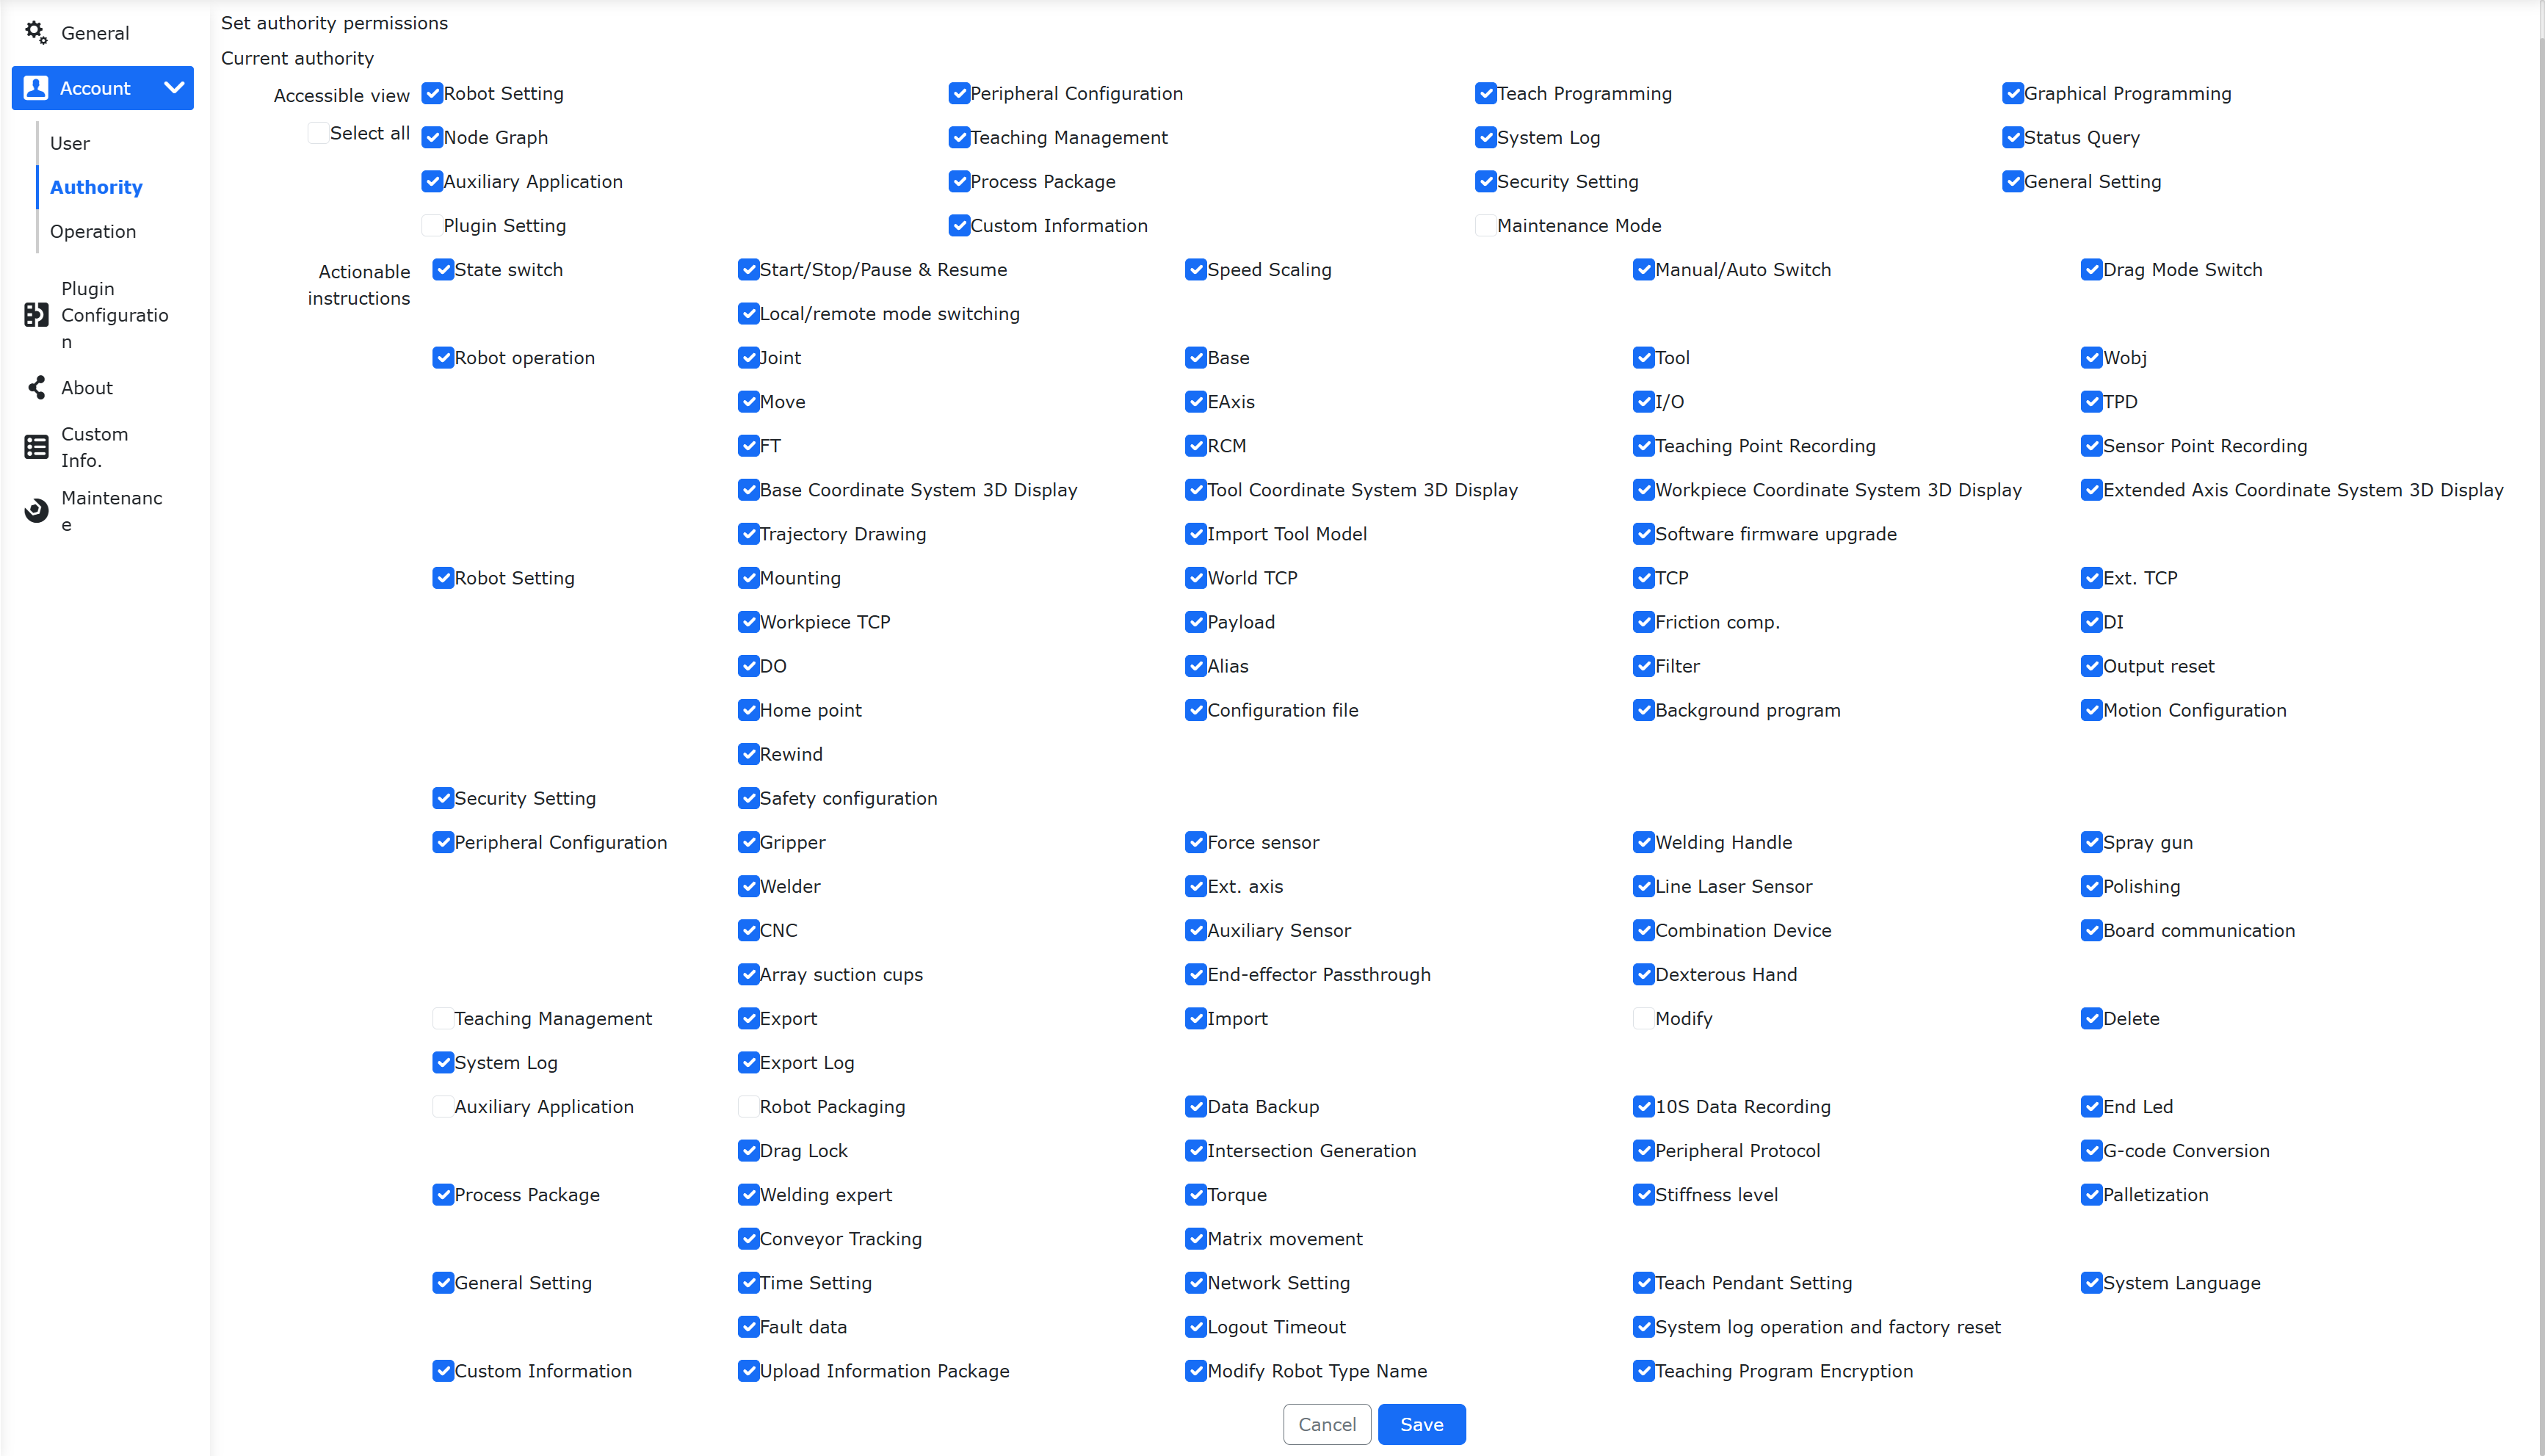 General
Account
User
Authority
Operation
Plugin
Configuratio
n
About
Custom
Info.
Maintenanc
e
Set authority permissions
Current authority
Accessible view
Select all
Robot Setting Peripheral Configuration Teach Programming Graphical Programming
Node Graph Teaching Management System Log Status Query
Auxiliary Application Process Package Security Setting General Setting
Plugin Setting Custom Information Maintenance Mode
Actionable
instructions
State switch Start/Stop/Pause & Resume Speed Scaling Manual/Auto Switch Drag Mode Switch
Local/remote mode switching
Robot operation Joint Base Tool Wobj
Move EAxis I/O TPD
FT RCM Teaching Point Recording Sensor Point Recording
Base Coordinate System 3D Display Tool Coordinate System 3D Display Workpiece Coordinate System 3D Display Extended Axis Coordinate System 3D Display
Trajectory Drawing Import Tool Model Software firmware upgrade
Robot Setting Mounting World TCP TCP Ext. TCP
Workpiece TCP Payload Friction comp. DI
DO Alias Filter Output reset
Home point Configuration file Background program Motion Configuration
Rewind
Security Setting Safety configuration
Peripheral Configuration Gripper Force sensor Welding Handle Spray gun
Welder Ext. axis Line Laser Sensor Polishing
CNC Auxiliary Sensor Combination Device Board communication
Array suction cups End-effector Passthrough Dexterous Hand
Teaching Management Export Import Modify Delete
System Log Export Log
Auxiliary Application Robot Packaging Data Backup 10S Data Recording End Led
Drag Lock Intersection Generation Peripheral Protocol G-code Conversion
Process Package Welding expert Torque Stiffness level Palletization
Conveyor Tracking Matrix movement
General Setting Time Setting Network Setting Teach Pendant Setting System Language
Fault data Logout Timeout System log operation and factory reset
Custom Information Upload Information Package Modify Robot Type Name Teaching Program Encryption
Cancel Save